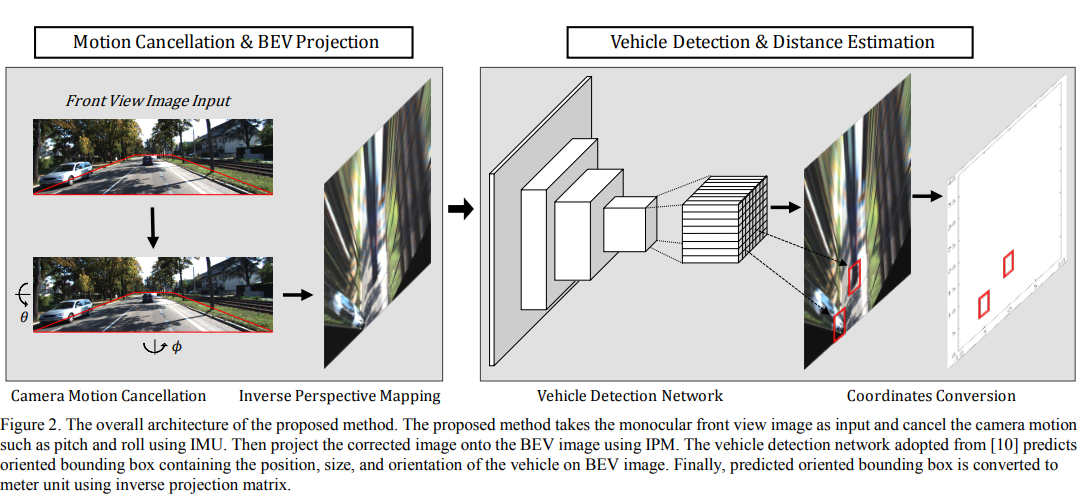 Motion Cancellation & BEV Projection
Vehicle Detection & Distance Estimation
Front View Image Input
θ
ϕ
Camera Motion Cancellation
Inverse Perspective Mapping
Vehicle Detection Network
Coordinates Conversion
Figure 2. The overall architecture of the proposed method. The proposed method takes the monocular front view image as input and cancel the camera motion
such as pitch and roll using IMU. Then project the corrected image onto the BEV image using IPM. The vehicle detection network adopted from [10] predicts
oriented bounding box containing the position, size, and orientation of the vehicle on BEV image. Finally, predicted oriented bounding box is converted to
meter unit using inverse projection matrix.